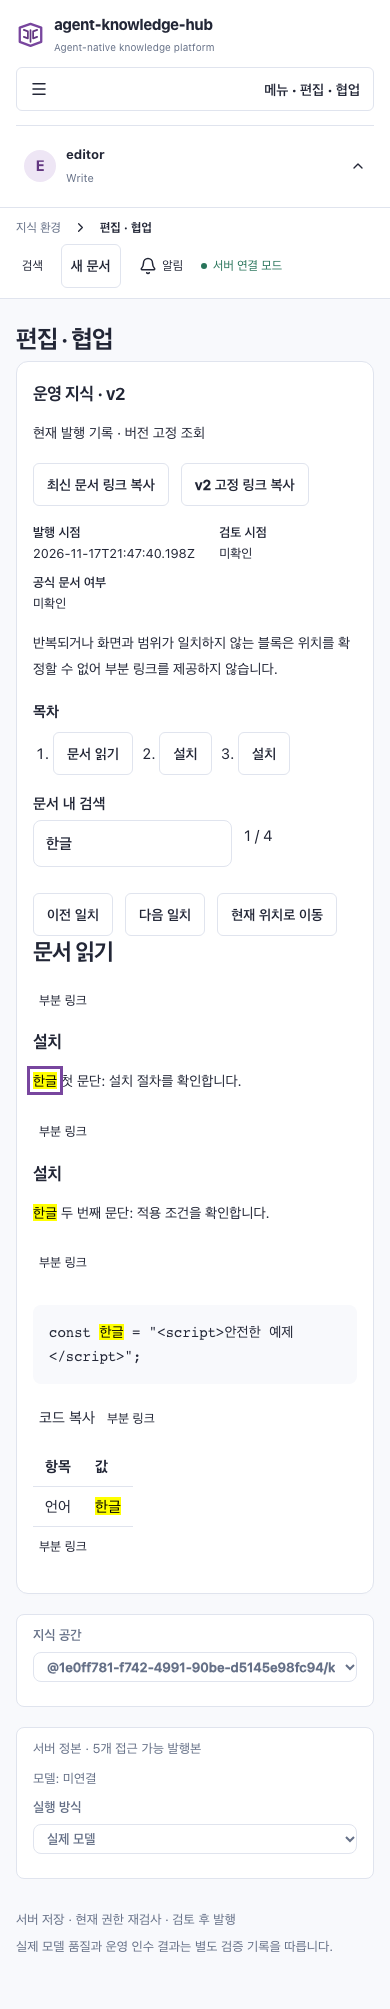 agent-knowledge-hub
Agent-native knowledge platform
메뉴 · 편집 · 협업
E
editor
Write
지식 환경 > 편집 · 협업
검색 새 문서 알림 서버 연결 모드
편집 · 협업
운영 지식 · v2
현재 발행 기록 · 버전 고정 조회
최신 문서 링크 복사 v2 고정 링크 복사
발행 시점 검토 시점
2026-11-17T21:47:40.198Z 미확인
공식 문서 여부
미확인
반복되거나 화면과 범위가 일치하지 않는 블록은 위치를 확
정할 수 없어 부분 링크를 제공하지 않습니다.
목차
1. 문서 읽기 2. 설치 3. 설치
문서 내 검색
한글 1 / 4
이전 일치 다음 일치 현재 위치로 이동
문서 읽기
부분 링크
설치
한글 첫 문단: 설치 절차를 확인합니다.
부분 링크
설치
한글 두 번째 문단: 적용 조건을 확인합니다.
부분 링크
const 한글 = "<script>안전한 예제
</script>";
코드 복사 부분 링크
항목 값
언어 한글
부분 링크
지식 공간
@1e0ff781-f742-4991-90be-d5145e98fc94/k
서버 정본 · 5개 접근 가능 발행본
모델: 미연결
실행 방식
실제 모델
서버 저장 · 현재 권한 재검사 · 검토 후 발행
실제 모델 품질과 운영 인수 결과는 별도 검증 기록을 따릅니다.